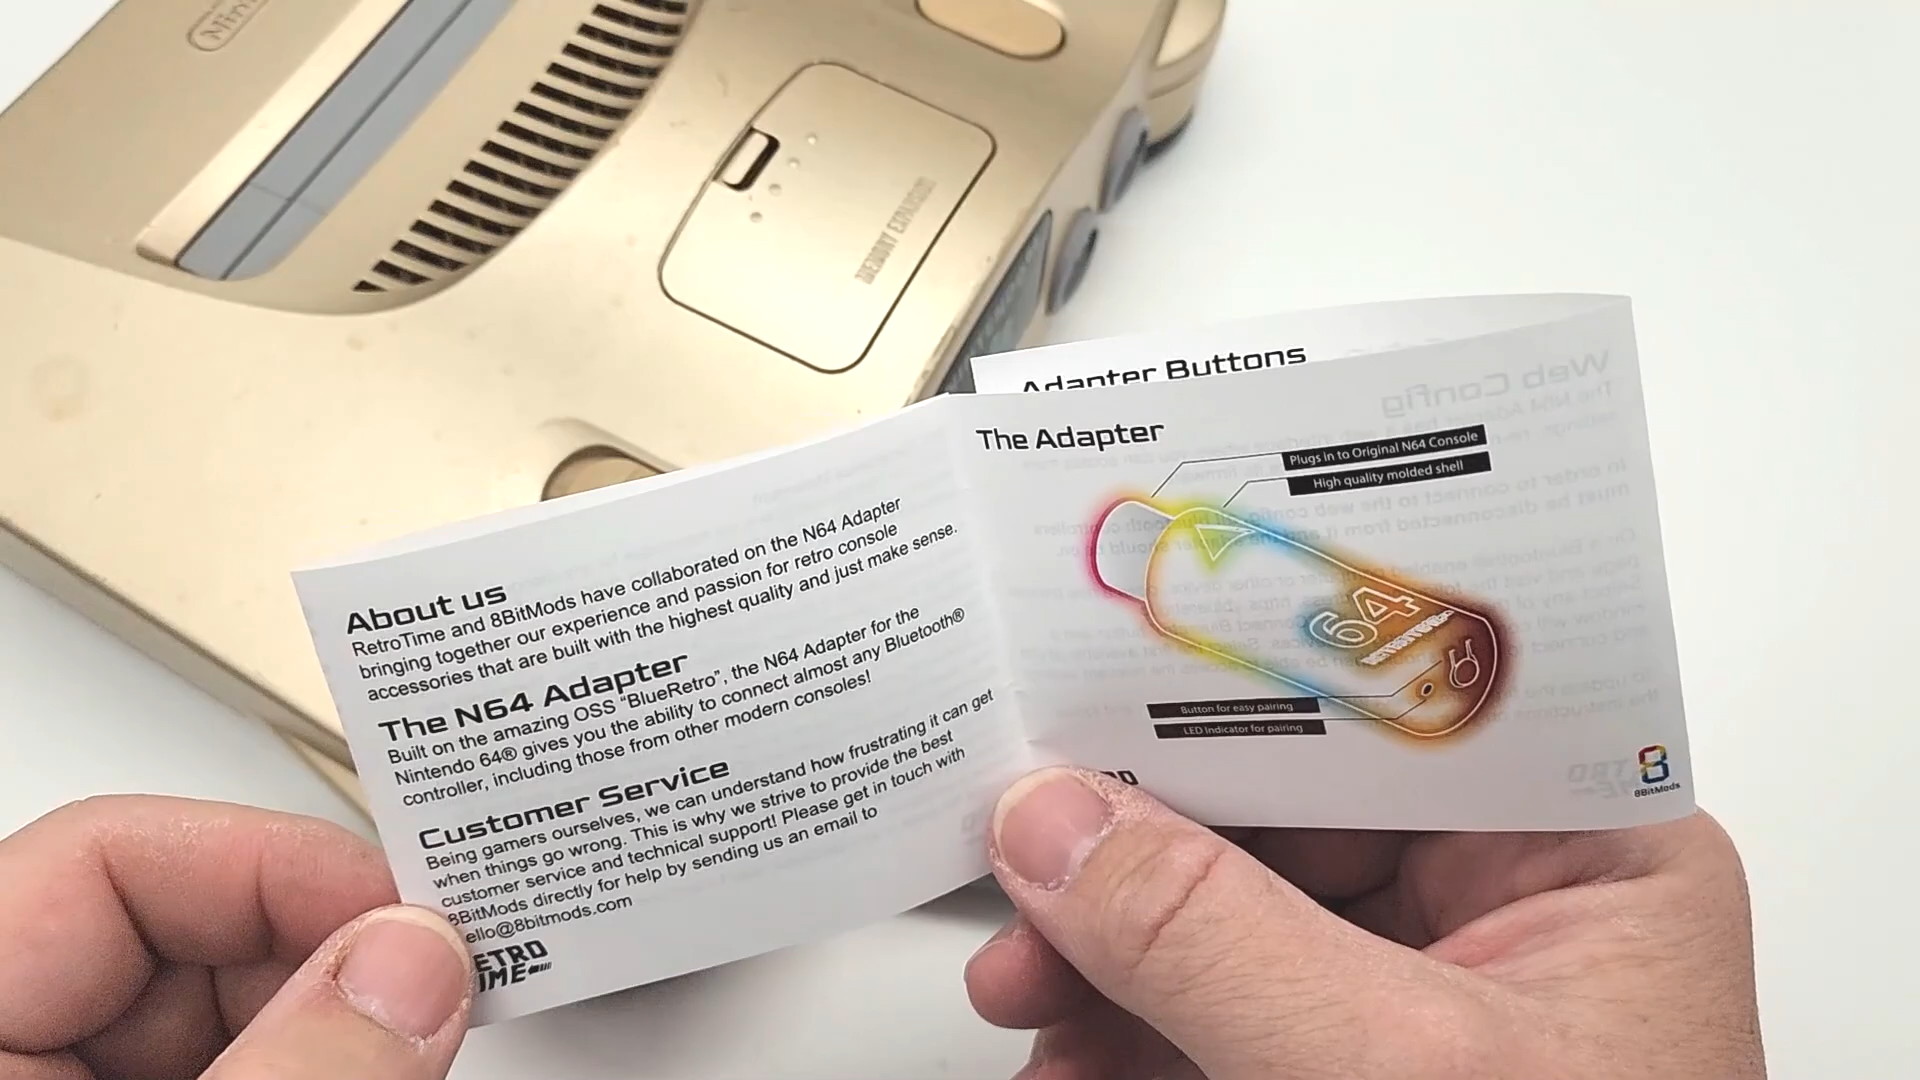 MEMORY EXPANSION
Adapter Buttons
About us
RetroTime and 8BitMods have collaborated on the N64 Adapter
bringing together our experience and passion for retro console
accessories that are built with the highest quality and just make sense.
The N64 Adapter
Built on the amazing OSS “BlueRetro”, the N64 Adapter for the
Nintendo 64® gives you the ability to connect almost any Bluetooth®
controller, including those from other modern consoles!
Customer Service
Being gamers ourselves, we can understand how frustrating it can get
when things go wrong. This is why we strive to provide the best
customer service and technical support! Please get in touch with
8BitMods directly for help by sending us an email to
ello@8bitmods.com
ETRO
IME
The Adapter
Plugs in to Original N64 Console
High quality molded shell
64
Button for easy pairing
LED Indicator for pairing
8BitMods